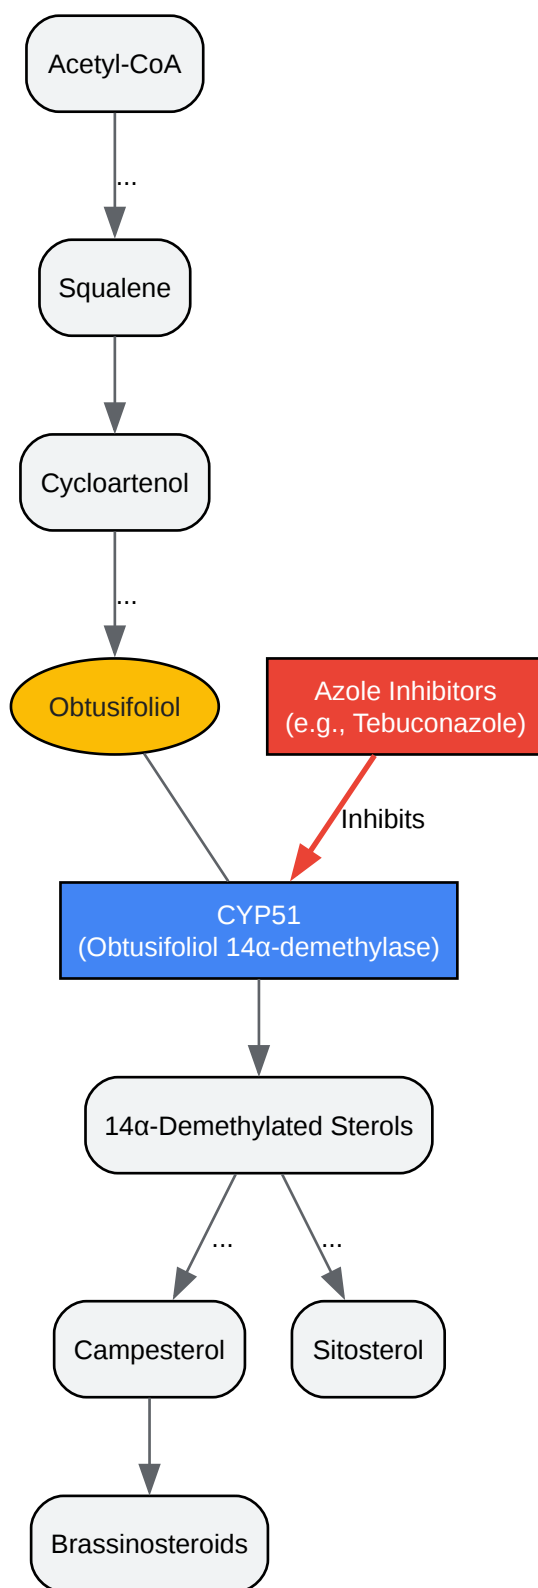 Acetyl-CoA
...
Squalene
Cycloartenol
...
Obtusifoliol
Azole Inhibitors
(e.g., Tebuconazole)
Inhibits
CYP51
(Obtusifoliol 14α-demethylase)
14α-Demethylated Sterols
...
...
Campesterol
Sitosterol
Brassinosteroids